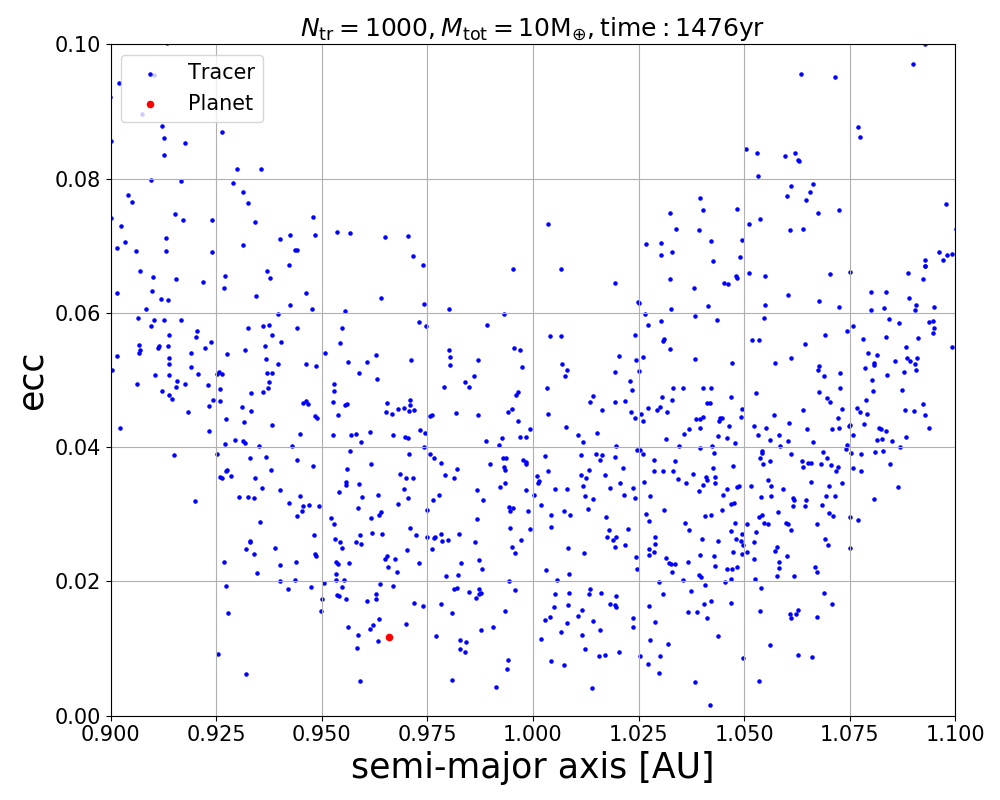 N_tr = 1000, M_tot = 10M_⊕, time : 1476yr
Tracer
Planet
ecc
0.10
0.08
0.06
0.04
0.02
0.00
0.900 0.925 0.950 0.975 1.000 1.025 1.050 1.075 1.100
semi-major axis [AU]